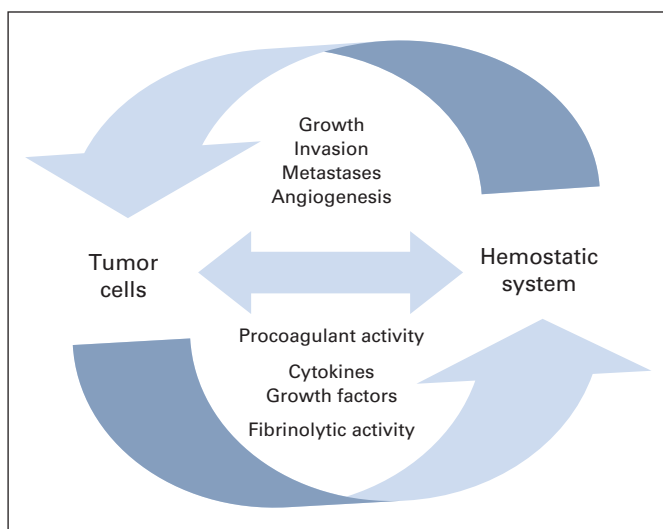 Growth
Invasion
Metastases
Angiogenesis
Tumor
cells
Hemostatic
system
Procoagulant activity
Cytokines
Growth factors
Fibrinolytic activity